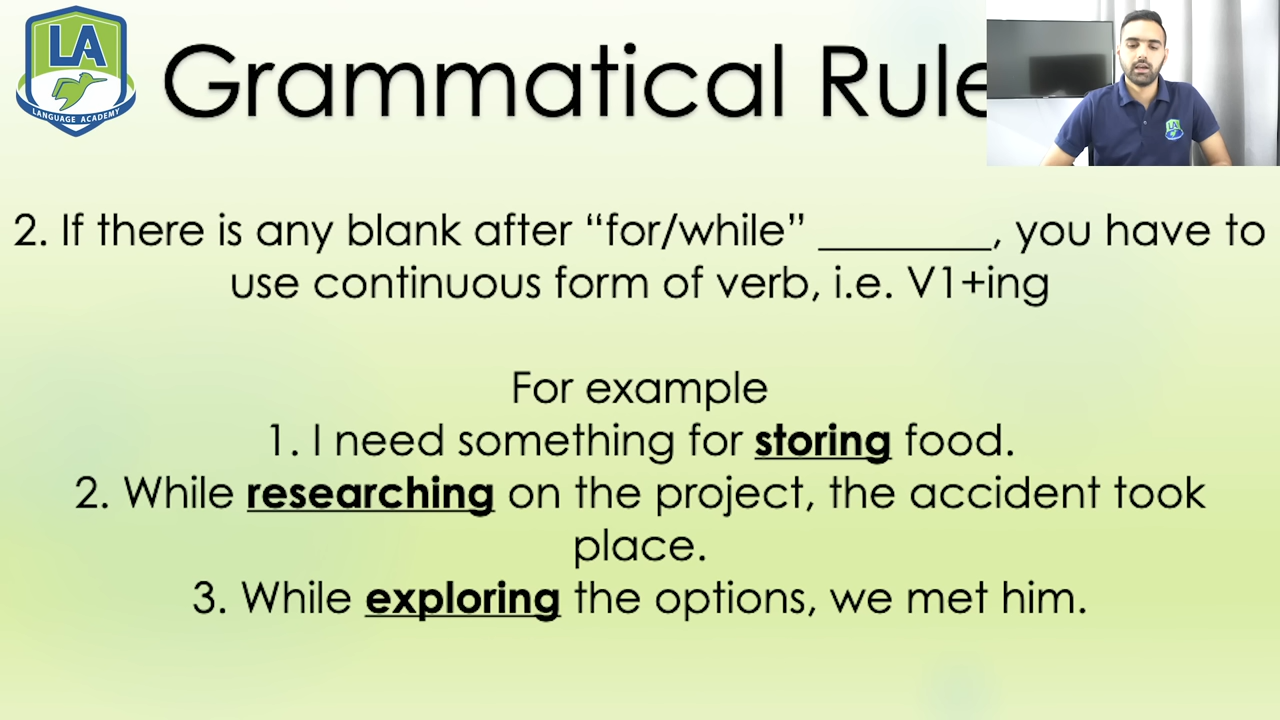 LA
LANGUAGE ACADEMY
Grammatical Rule
LA
2. If there is any blank after “for/while” ________, you have to
use continuous form of verb, i.e. V1+ing
For example
1. I need something for storing food.
2. While researching on the project, the accident took
place.
3. While exploring the options, we met him.